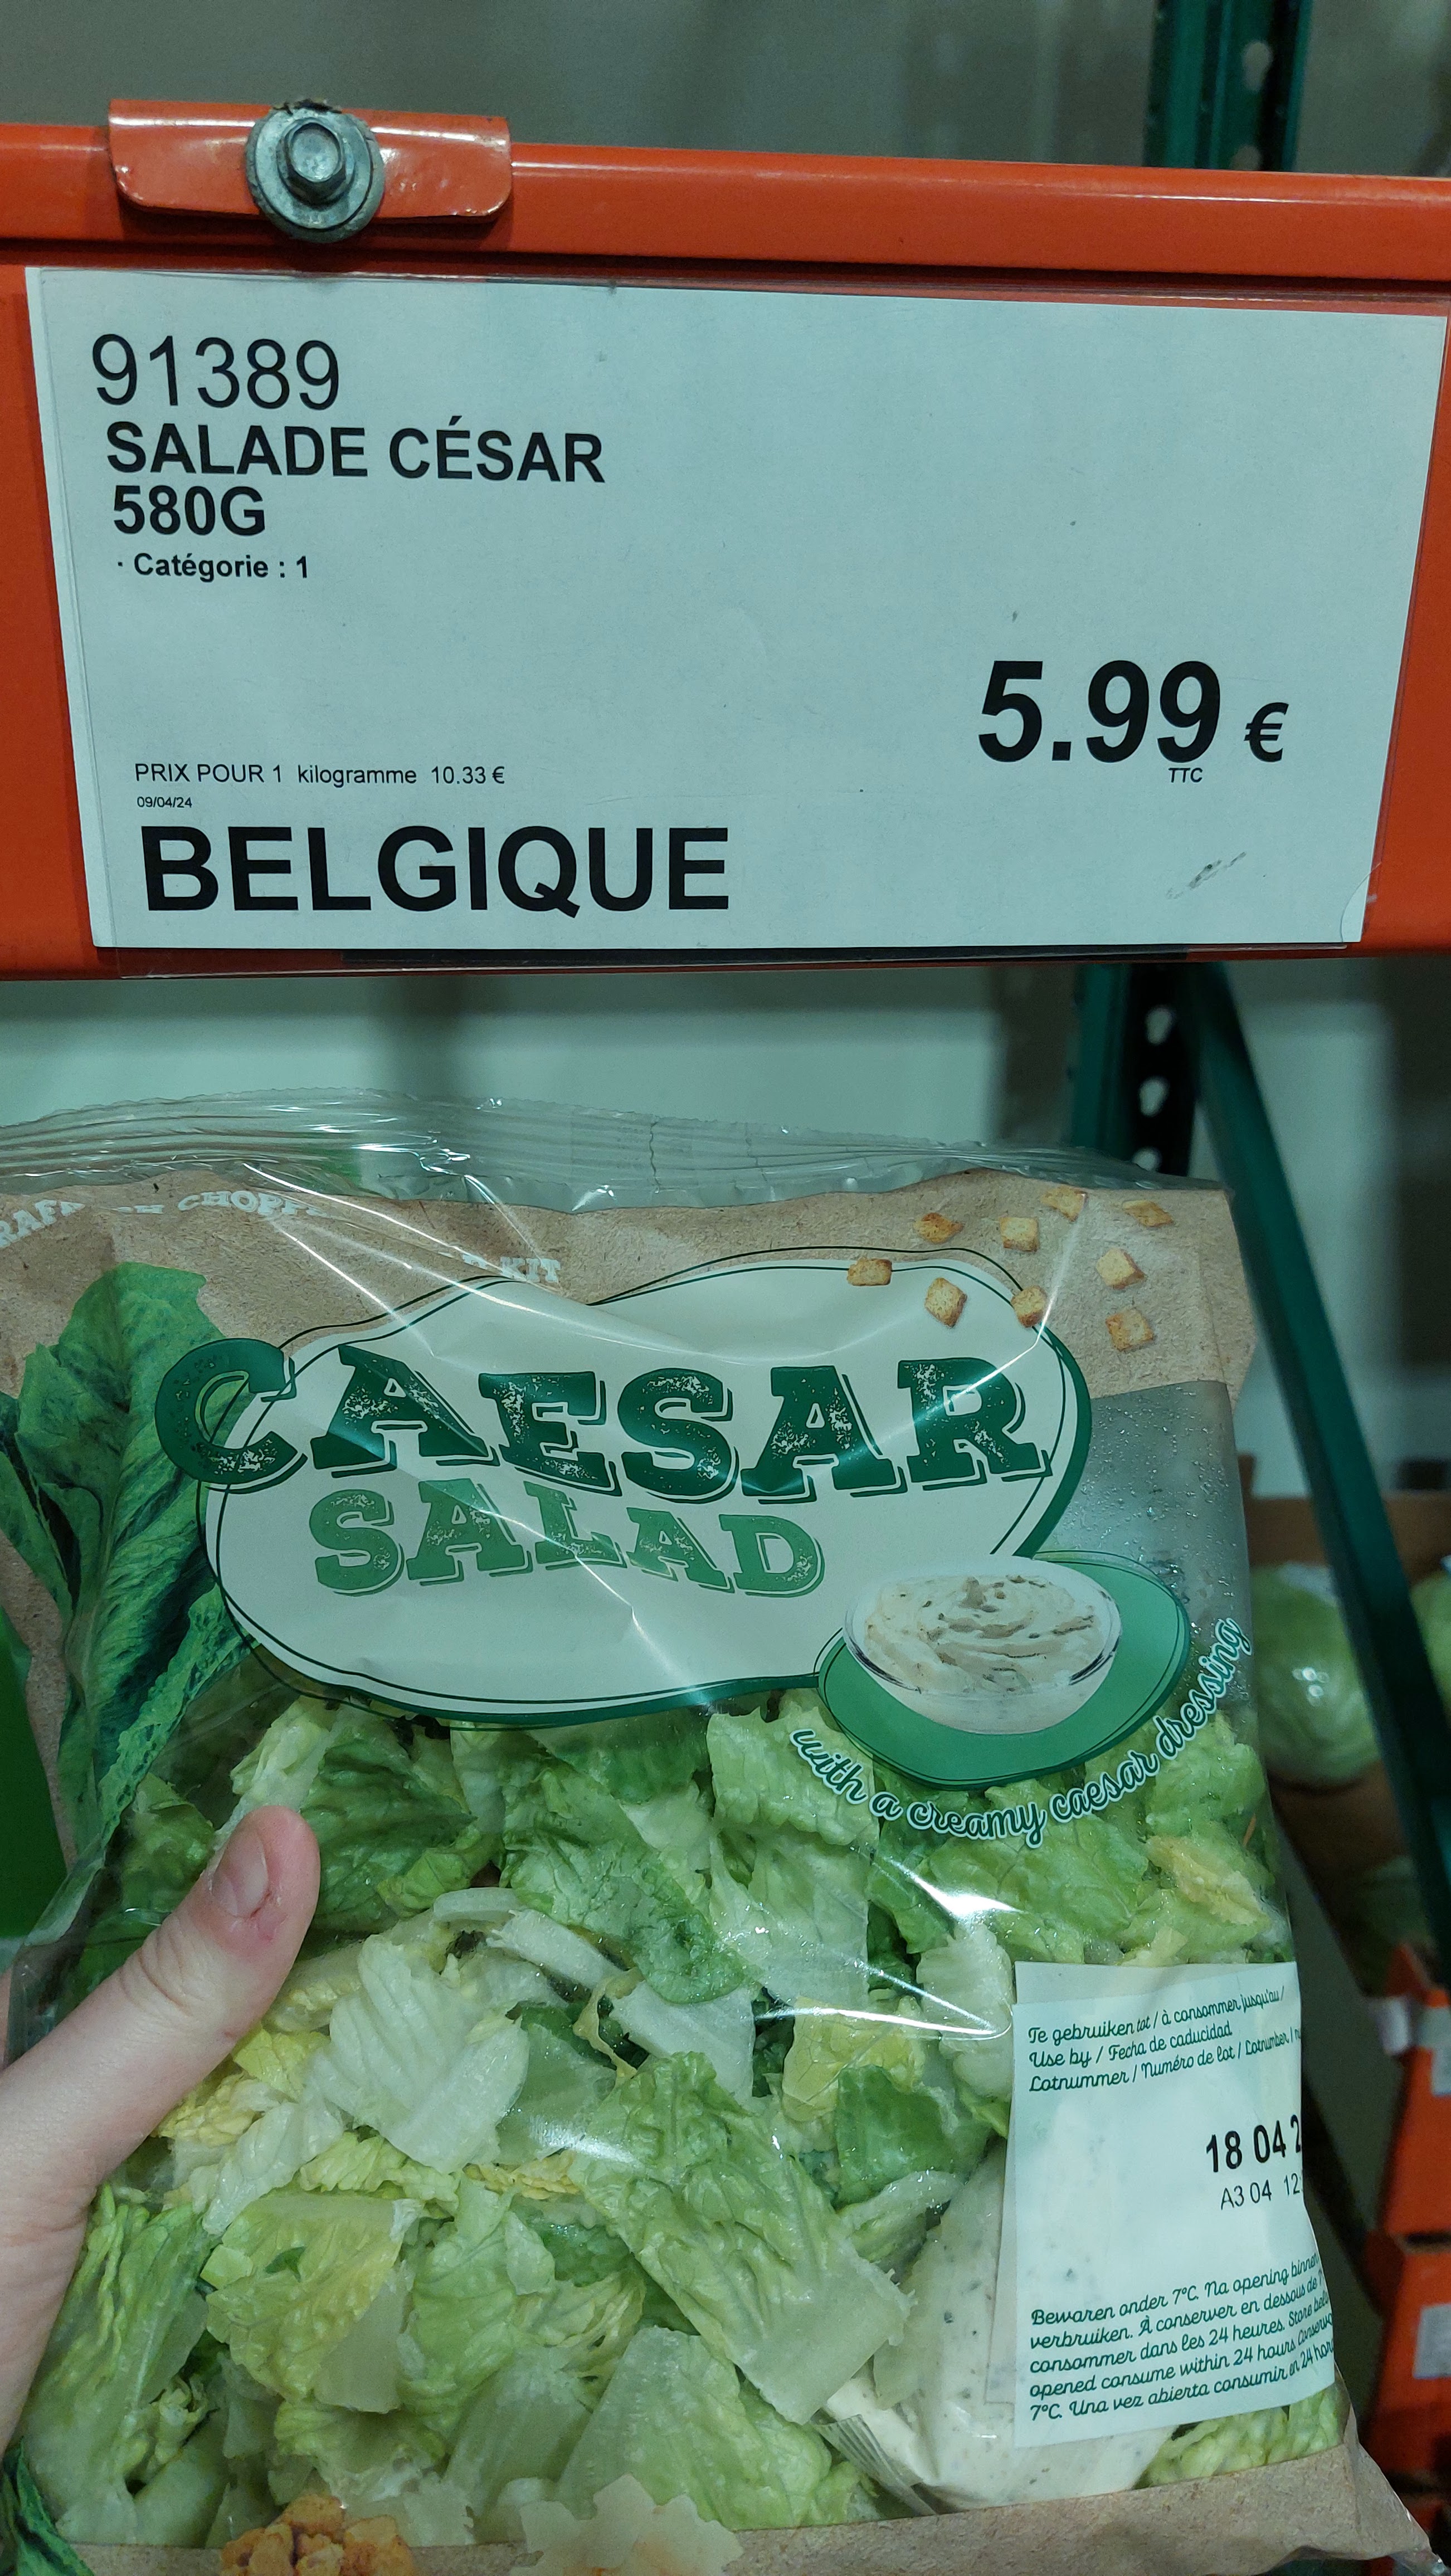 91389
SALADE CÉSAR
580G
· Catégorie : 1
5.99 €
TTC
PRIX POUR 1 kilogramme 10.33 €
09/04/24
BELGIQUE
KIT
CAESAR
SALAD
with a creamy caesar dressing
Te gebruiken tot / à consommer jusqu'au /
Use by / Fecha de caducidad
Lotnummer / Numéro de lot / Lotnumber /
18 04
A3 04 12
Bewaren onder 7°C. Na opening
verbruiken. À conserver en dessous de
consommer dans les 24 heures. Store
opened consume within 24 hours
7°C. Una vez abierta consumir en 24